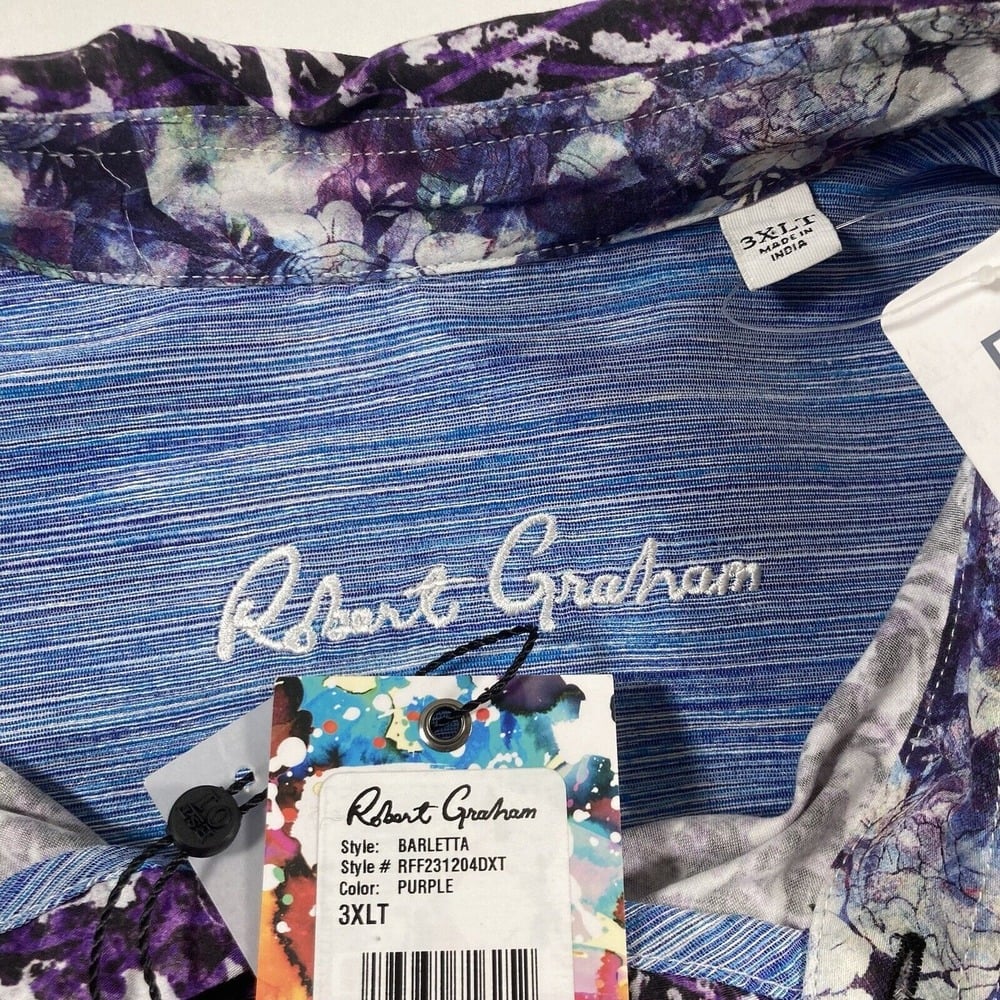 3XLT
MADE IN
INDIA
Robert Graham
Robert Graham
Style: BARLETTA
Style # RFF231204DXT
Color: PURPLE
3XLT